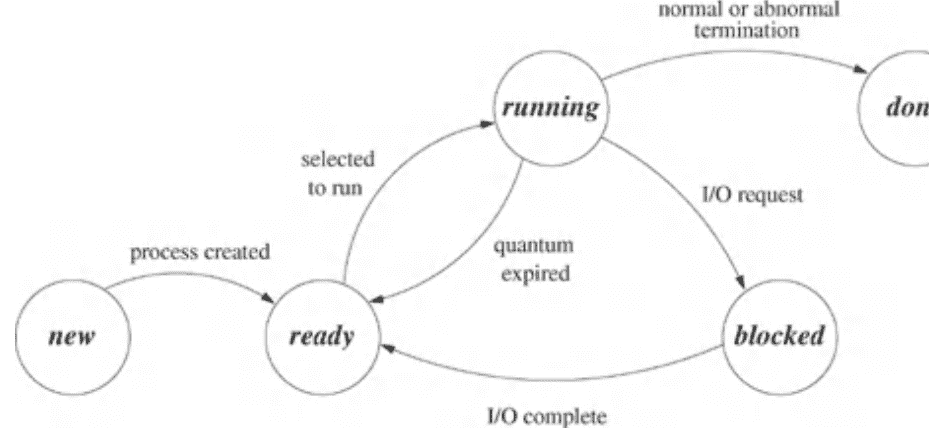 normal or abnormal
termination
running
don
selected
to run
I/O request
quantum
expired
process created
new
ready
blocked
I/O complete